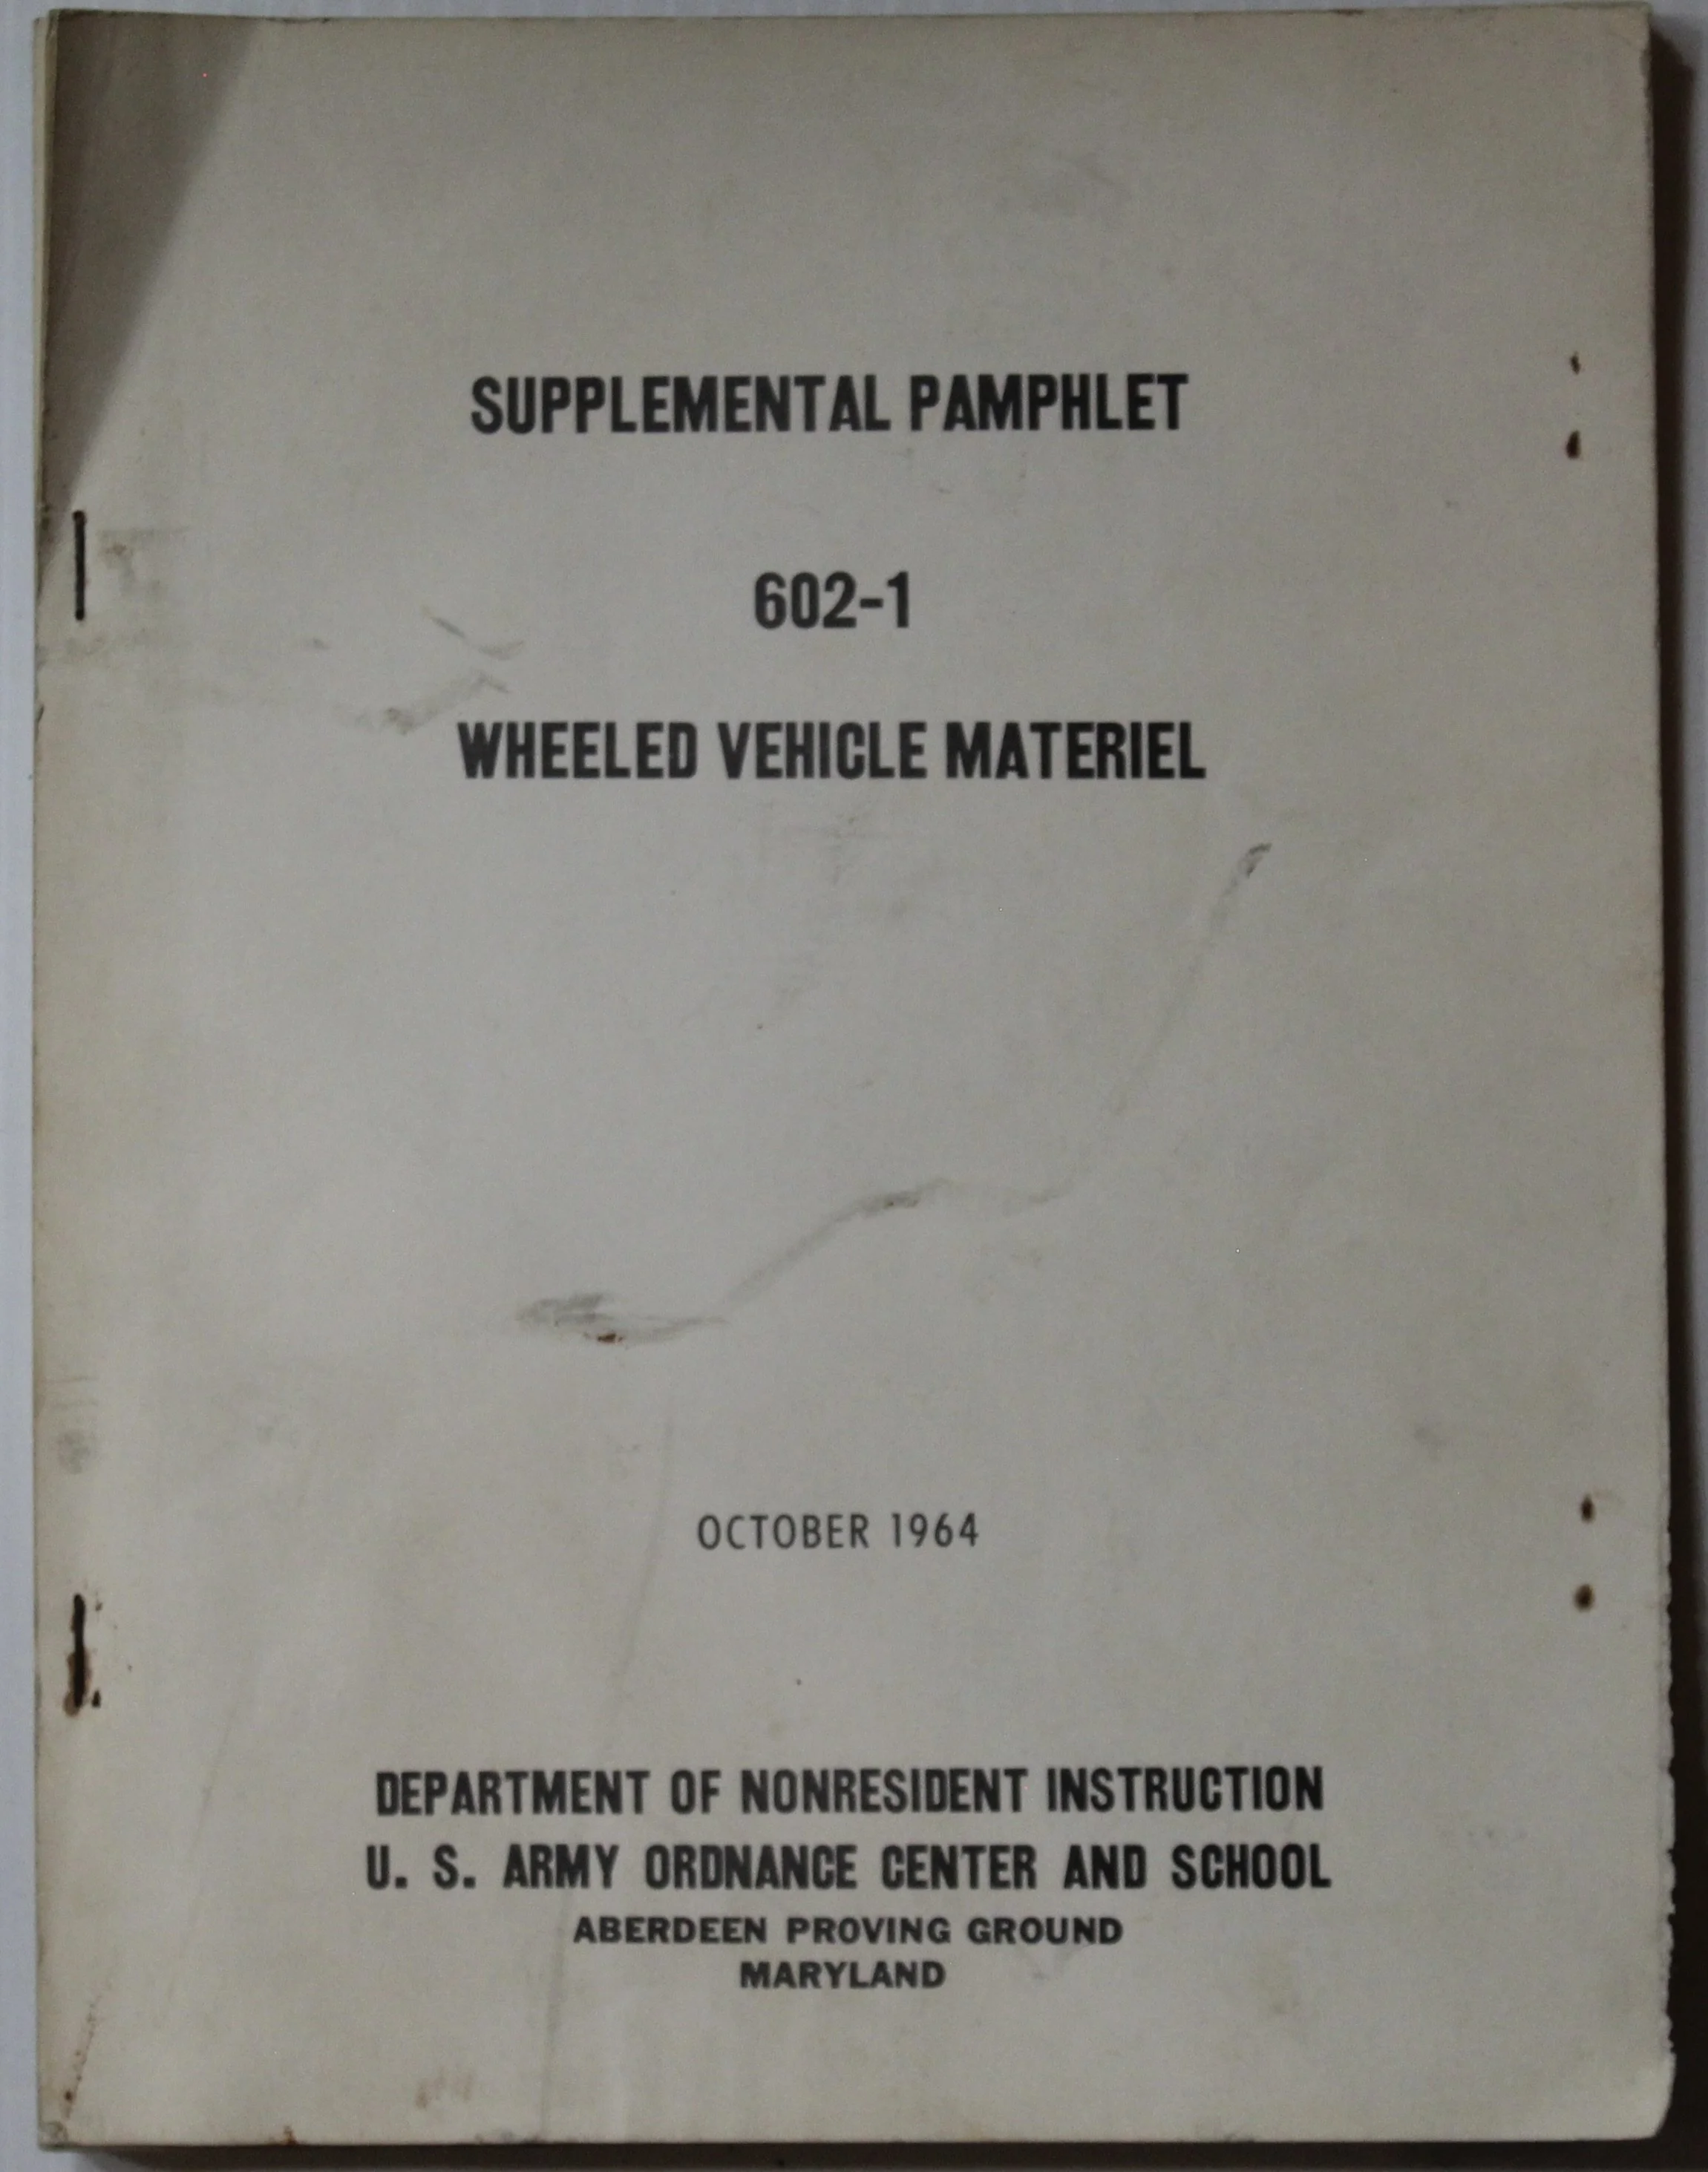 SUPPLEMENTAL PAMPHLET
602-1
WHEELED VEHICLE MATERIEL
OCTOBER 1964
DEPARTMENT OF NONRESIDENT INSTRUCTION
U. S. ARMY ORDNANCE CENTER AND SCHOOL
ABERDEEN PROVING GROUND
MARYLAND